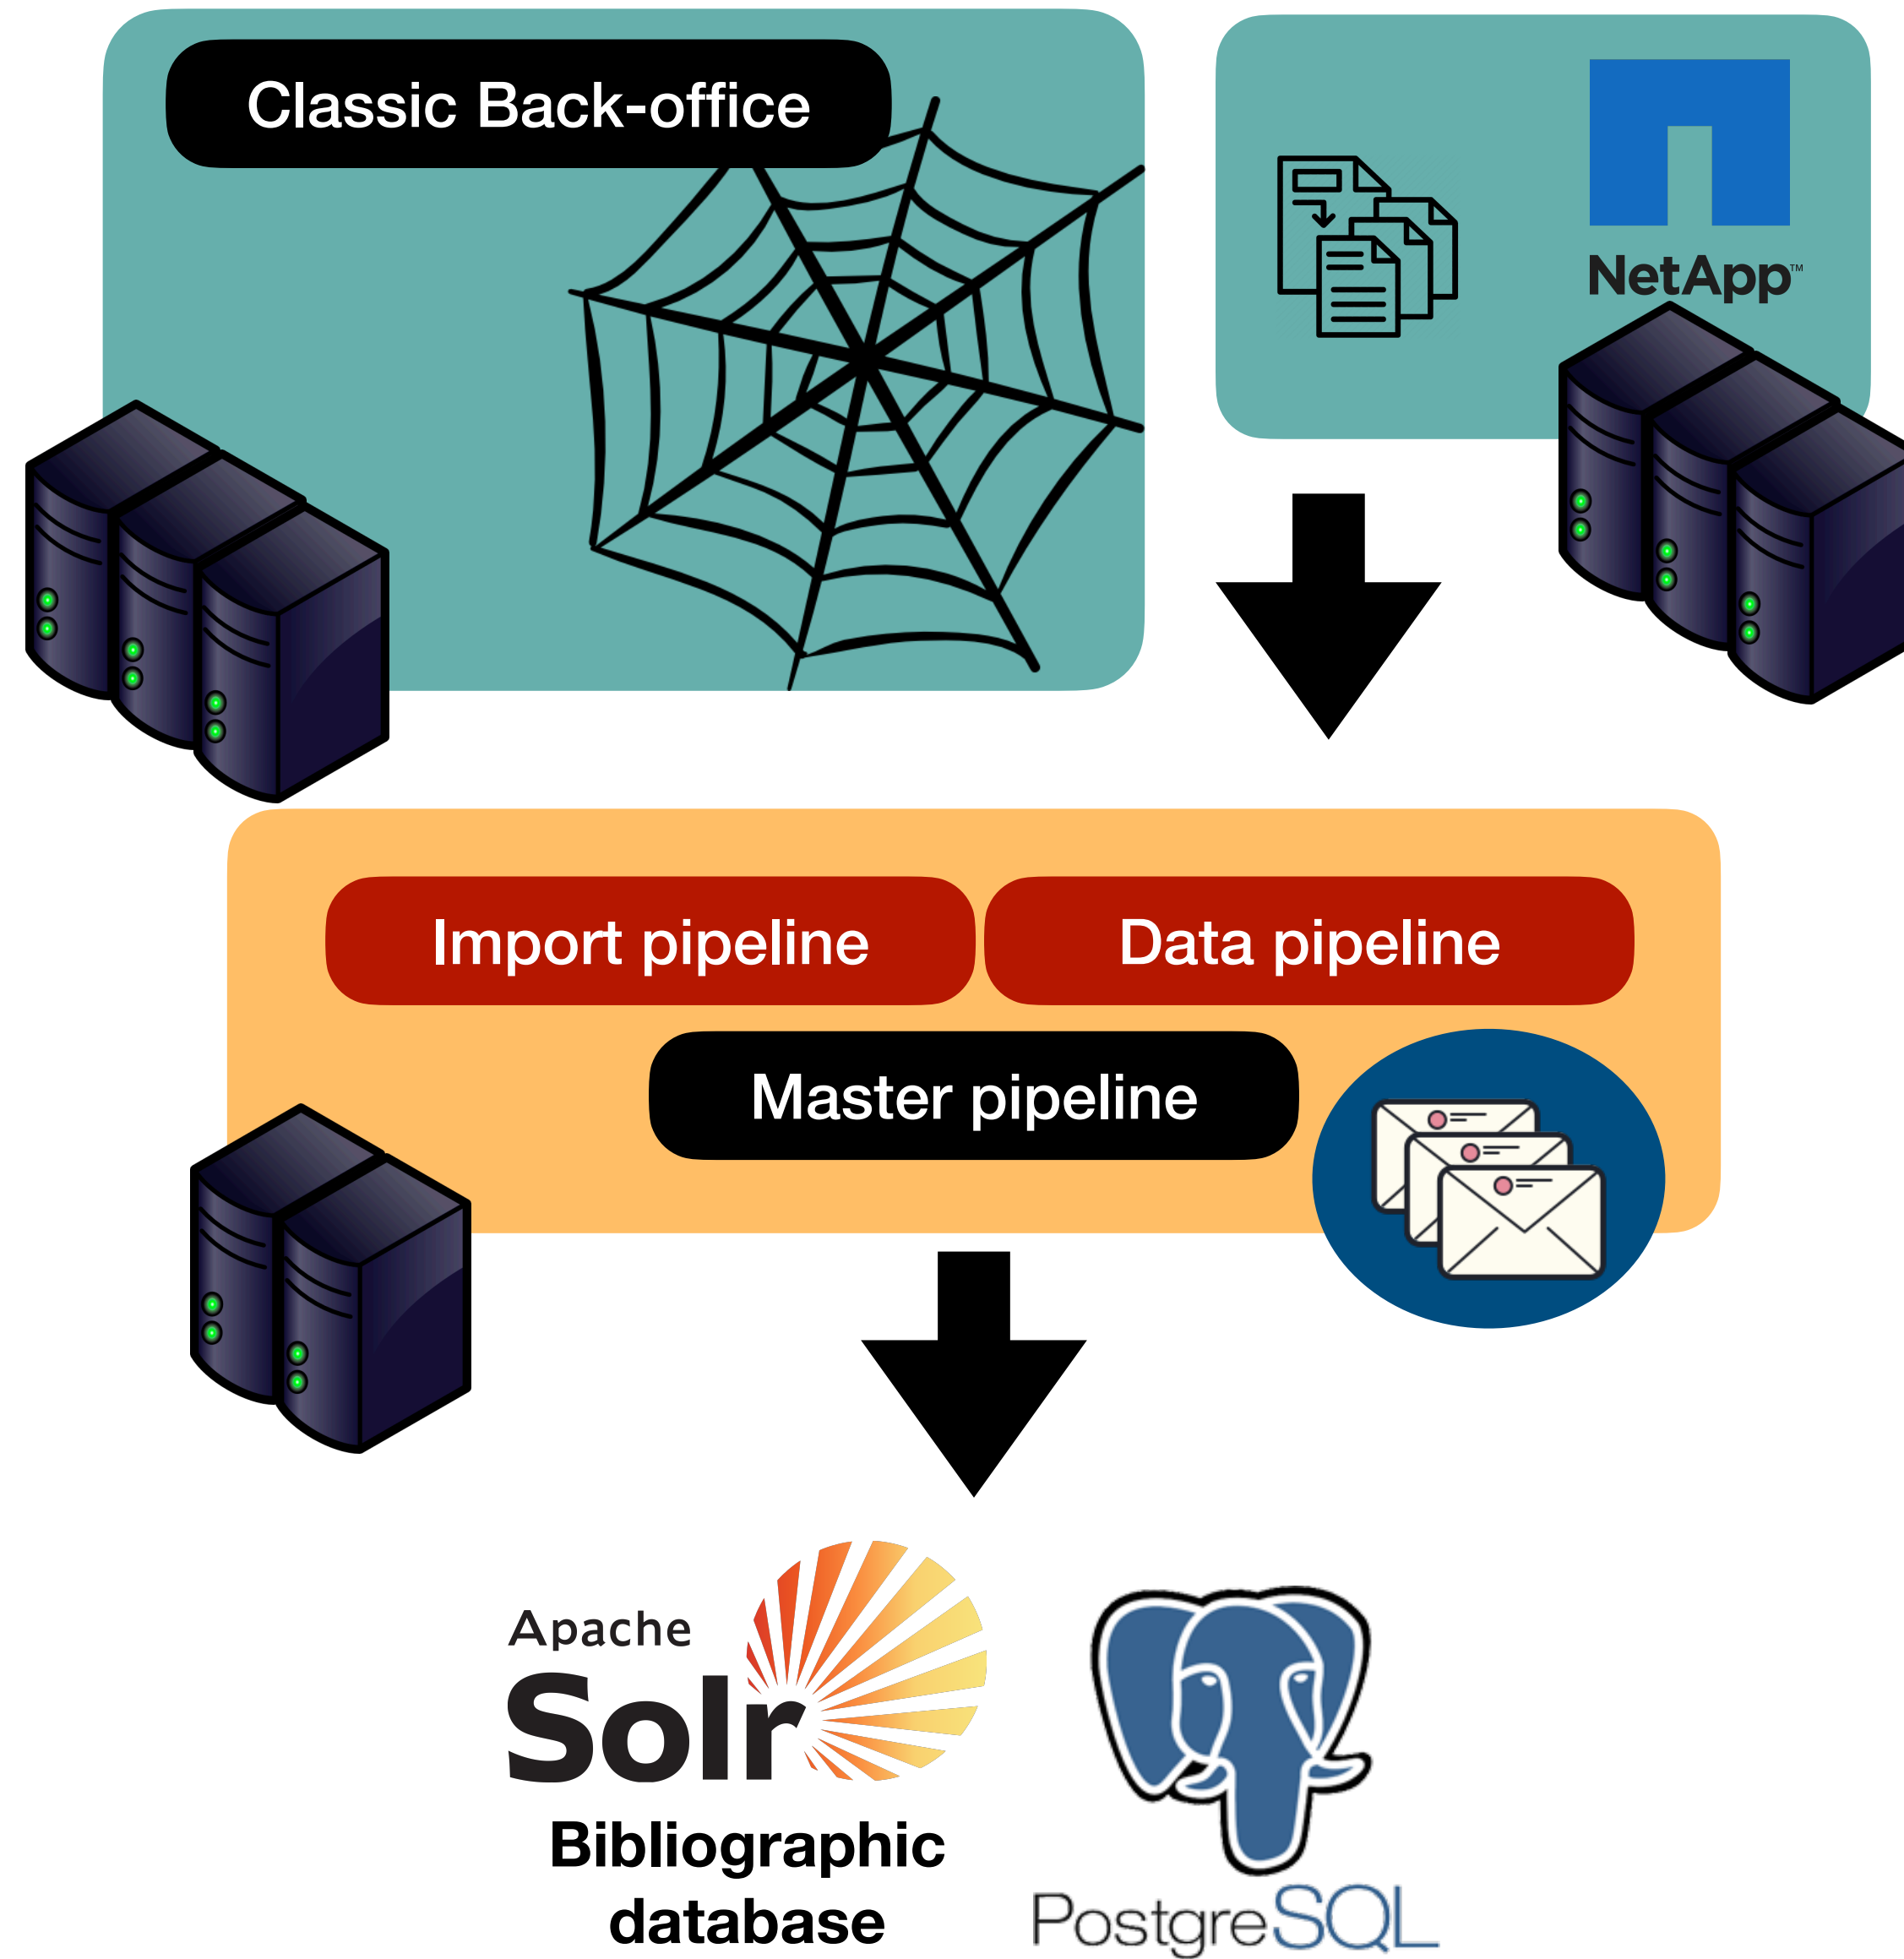 Classic Back-office
NetApp™
Import pipeline
Data pipeline
Master pipeline
Apache
Solr
Bibliographic
database
PostgreSQL